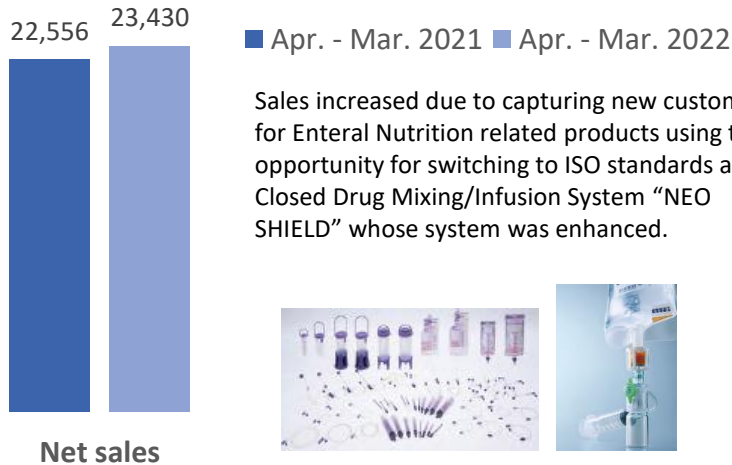 22,556
23,430
Apr. - Mar. 2021 Apr. - Mar. 2022
Sales increased due to capturing new
for Enteral Nutrition related products using
opportunity for switching to ISO standards
Closed Drug Mixing/Infusion System “NEO
SHIELD” whose system was enhanced.
Net sales